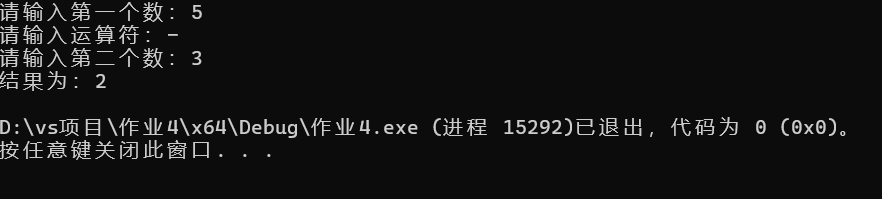 请输入第一个数：5
请输入运算符：-
请输入第二个数：3
结果为：2
D:\vs项目\作业4\x64\Debug\作业4.exe (进程 15292)已退出，代码为 0 (0x0)。
按任意键关闭此窗口. . .